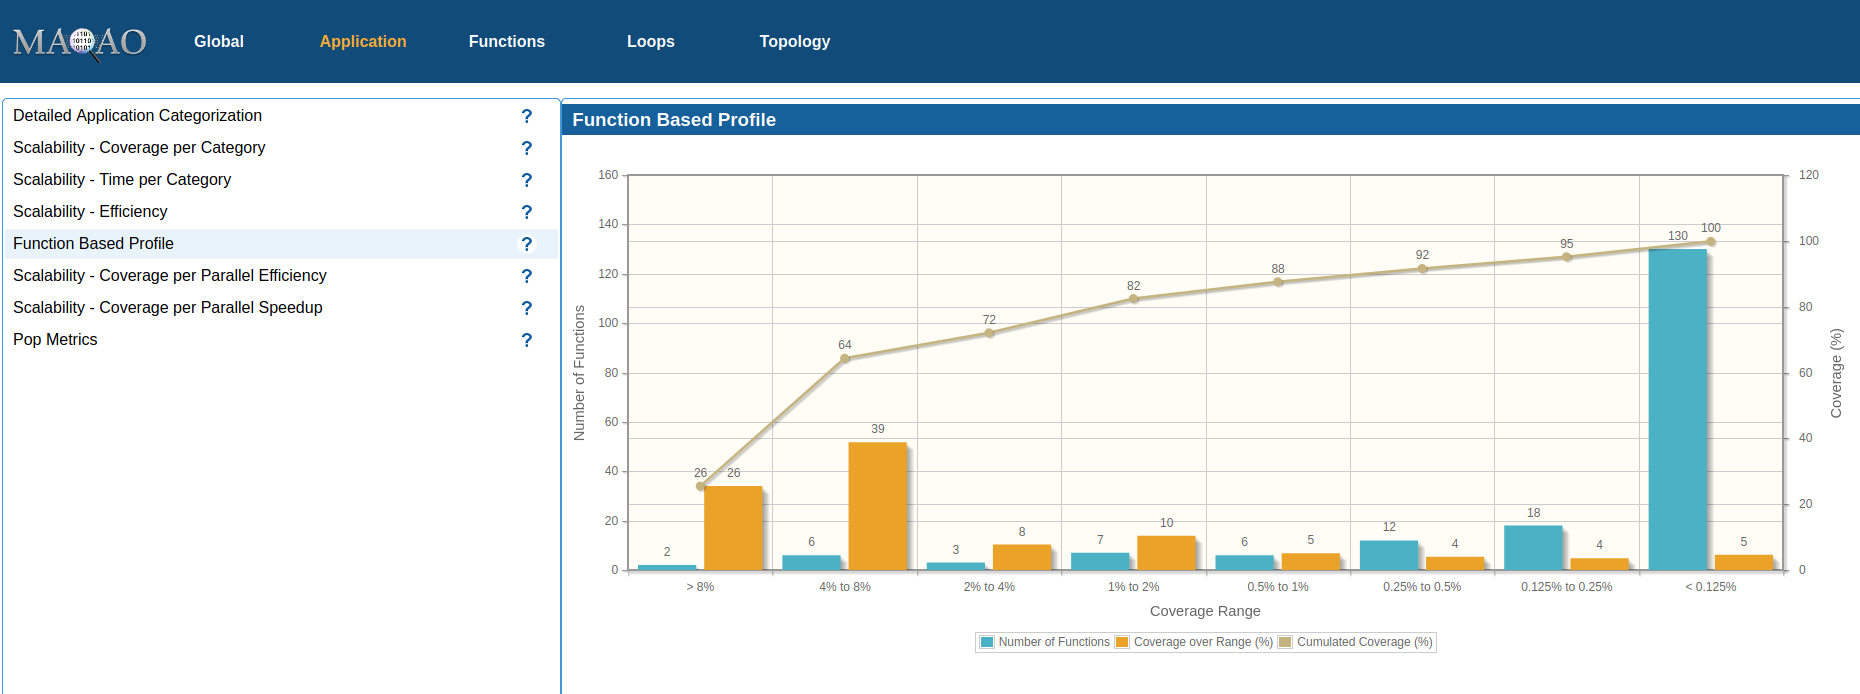 MAQAO
Global Application Functions Loops Topology
Detailed Application Categorization ?
Scalability - Coverage per Category ?
Scalability - Time per Category ?
Scalability - Efficiency ?
Function Based Profile ?
Scalability - Coverage per Parallel Efficiency ?
Scalability - Coverage per Parallel Speedup ?
Pop Metrics ?
Function Based Profile
Number of Functions
160
140
120
100
80
60
40
20
0
26 64 72 82 88 92 95 100
2 6 3 7 6 12 18 130
26 39 8 10 5 4 4 5
120
100
80
60
40
20
0
Coverage (%)
> 8% 4% to 8% 2% to 4% 1% to 2% 0.5% to 1% 0.25% to 0.5% 0.125% to 0.25% < 0.125%
Coverage Range
Number of Functions Coverage over Range (%) Cumulated Coverage (%)